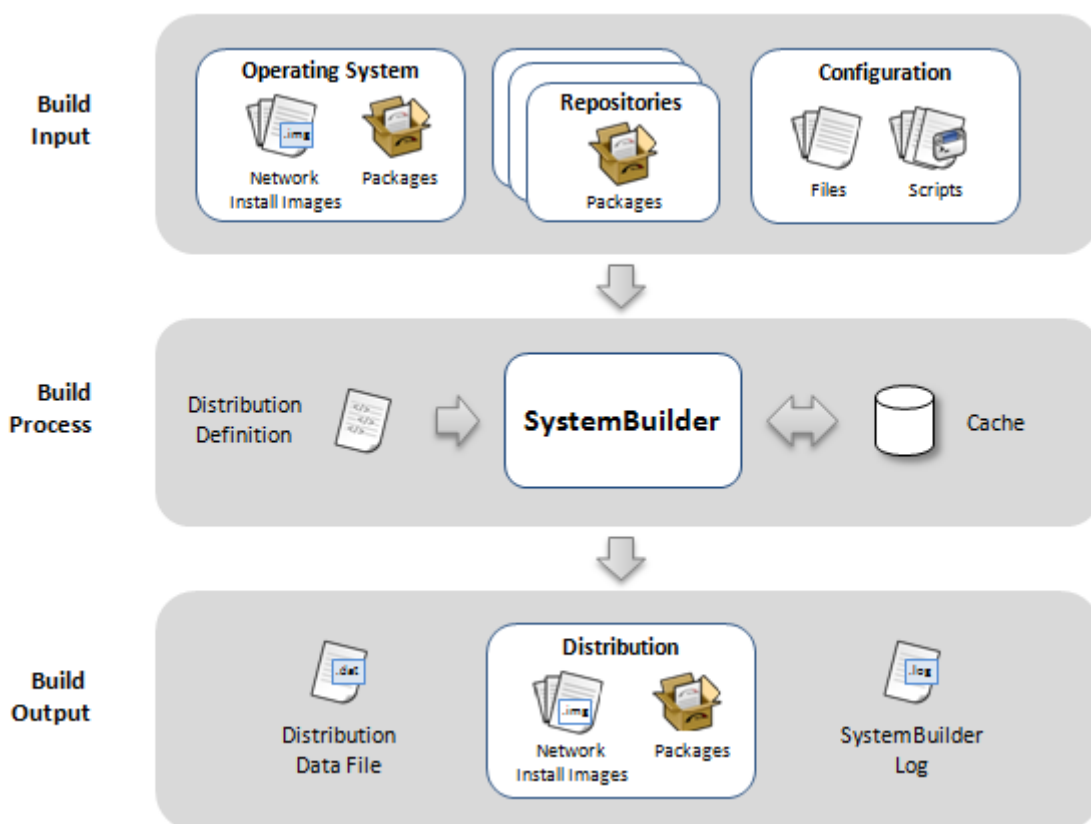 Build
Input
Operating System
.img
Network
Install Images
Packages
Repositories
Packages
Configuration
Files
Scripts
Build
Process
Distribution
Definition
</>
</>
</>
SystemBuilder
Cache
Build
Output
.dat
Distribution
Data File
Distribution
.img
Network
Install Images
Packages
.log
SystemBuilder
Log